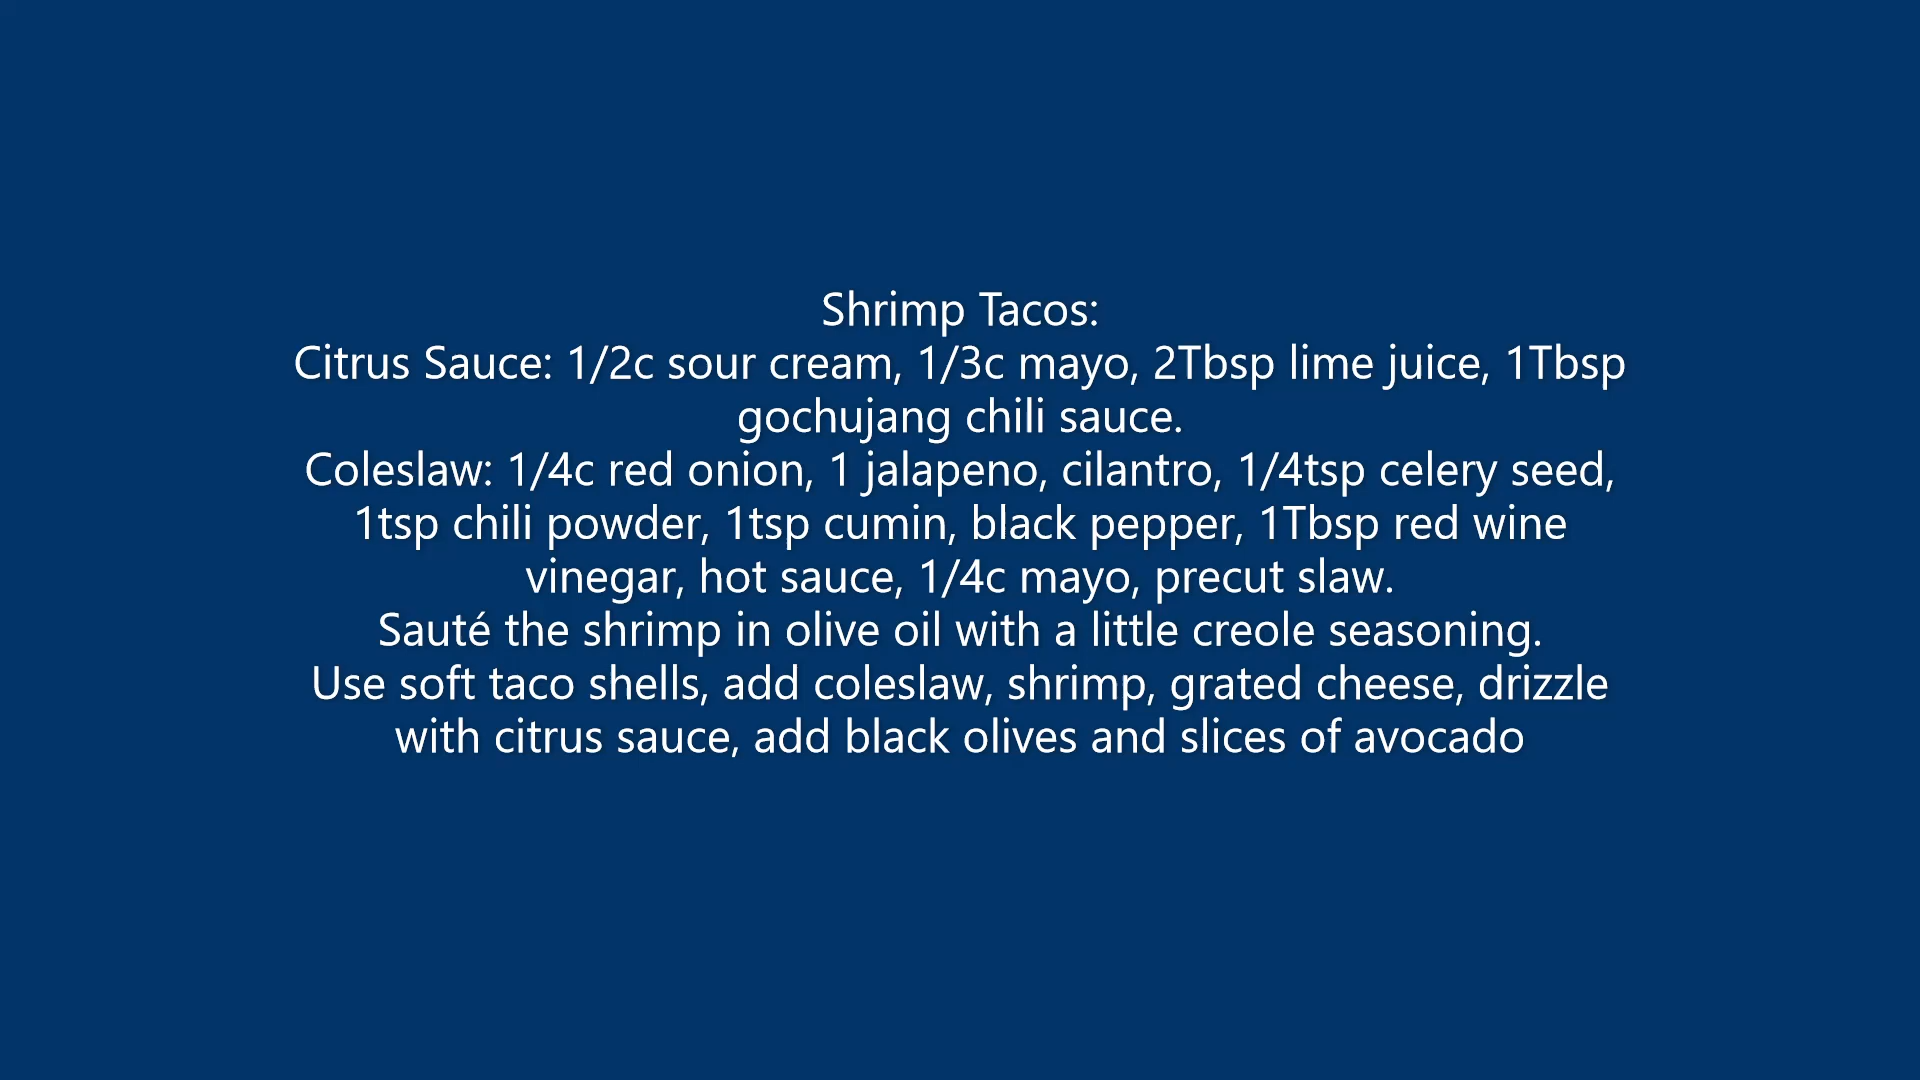 Shrimp Tacos:
Citrus Sauce: 1/2c sour cream, 1/3c mayo, 2Tbsp lime juice, 1Tbsp
gochujang chili sauce.
Coleslaw: 1/4c red onion, 1 jalapeno, cilantro, 1/4tsp celery seed,
1tsp chili powder, 1tsp cumin, black pepper, 1Tbsp red wine
vinegar, hot sauce, 1/4c mayo, precut slaw.
Sauté the shrimp in olive oil with a little creole seasoning.
Use soft taco shells, add coleslaw, shrimp, grated cheese, drizzle
with citrus sauce, add black olives and slices of avocado